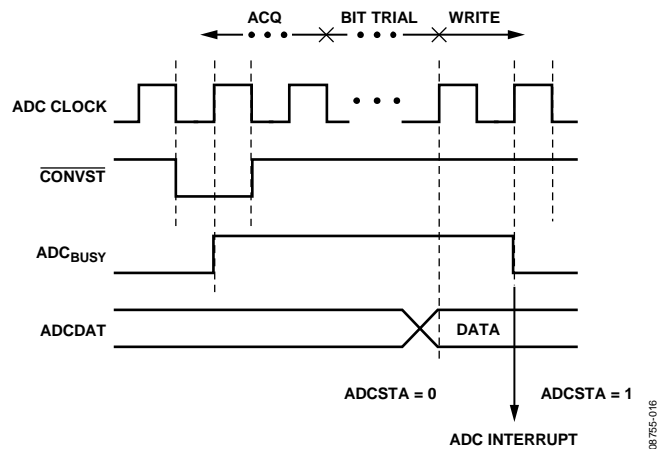 ACQ
BIT TRIAL
WRITE
ADC CLOCK
CONVST
ADCBUSY
ADCDAT
DATA
ADCSTA = 0
ADCSTA = 1
ADC INTERRUPT
08755-016